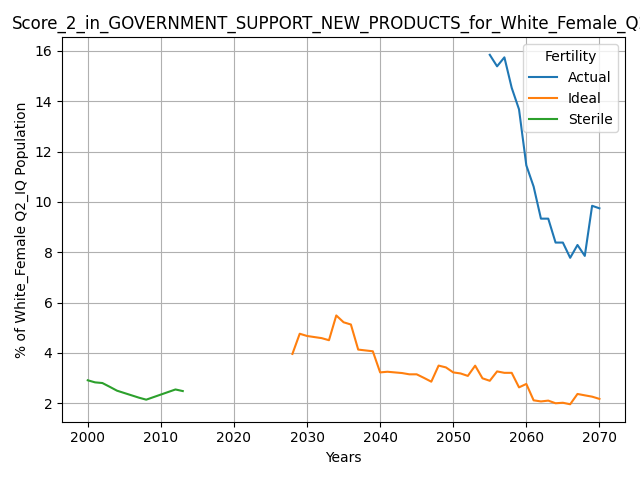 Score_2_in_GOVERNMENT_SUPPORT_NEW_PRODUCTS_for_White_Female_Q
Fertility
Actual
Ideal
Sterile
% of White_Female Q2_IQ Population
16
14
12
10
8
6
4
2
2000 2010 2020 2030 2040 2050 2060 2070
Years